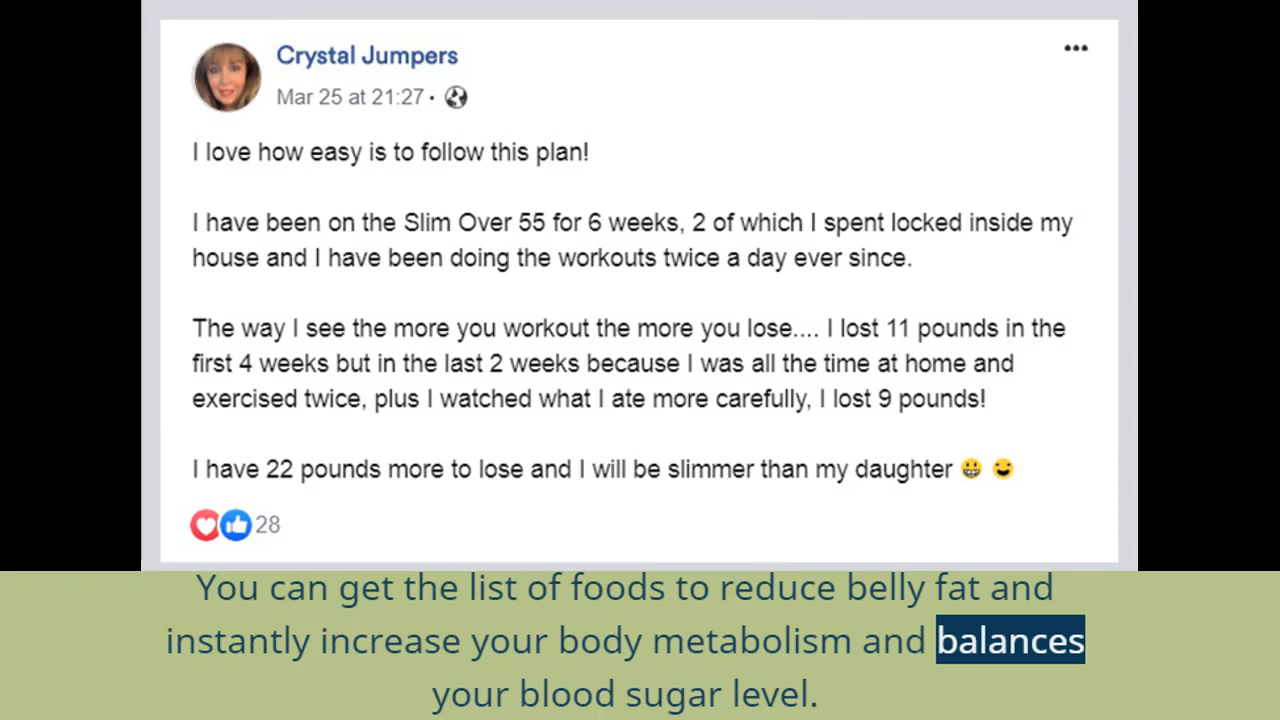 Crystal Jumpers
Mar 25 at 21:27 ·
I love how easy is to follow this plan!
I have been on the Slim Over 55 for 6 weeks, 2 of which I spent locked inside my
house and I have been doing the workouts twice a day ever since.
The way I see the more you workout the more you lose.... I lost 11 pounds in the
first 4 weeks but in the last 2 weeks because I was all the time at home and
exercised twice, plus I watched what I ate more carefully, I lost 9 pounds!
I have 22 pounds more to lose and I will be slimmer than my daughter 😀 😉
28
You can get the list of foods to reduce belly fat and
instantly increase your body metabolism and balances
your blood sugar level.